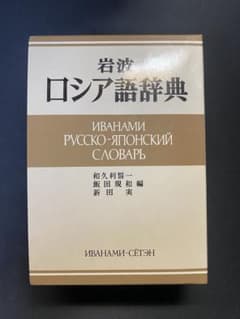 岩波
ロシア語辞典
ИВАНАМИ
РУССКО-ЯПОНСКИЙ
СЛОВАРЬ
和久利誓一
飯田規和編
新田 実
ИВАНАМИ-СЁТЭН